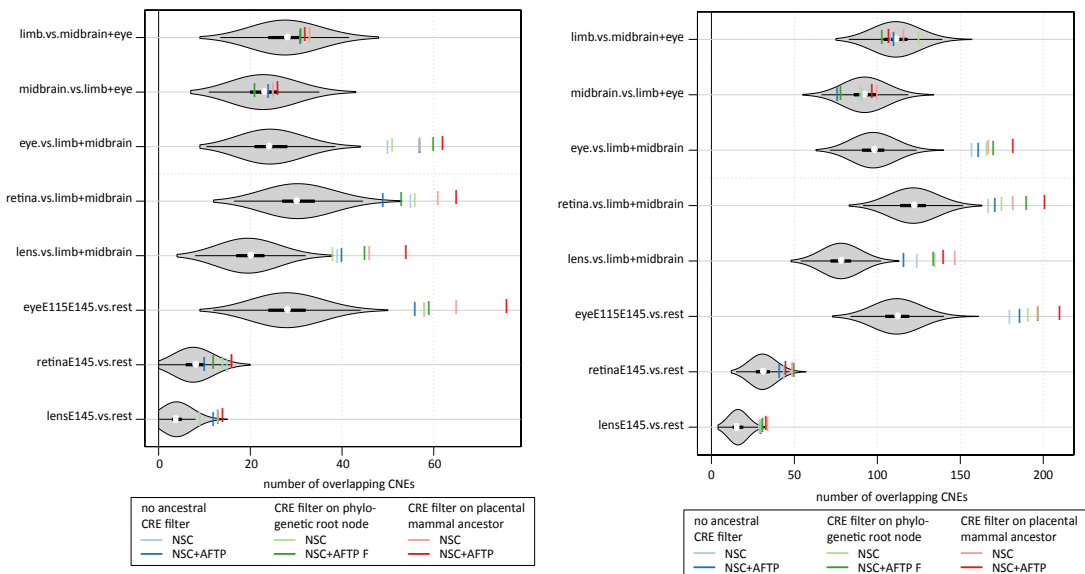 limb.vs.midbrain+eye
midbrain.vs.limb+eye
eye.vs.limb+midbrain
retina.vs.limb+midbrain
lens.vs.limb+midbrain
eyeE115E145.vs.rest
retinaE145.vs.rest
lensE145.vs.rest
0 20 40 60
number of overlapping CNEs
no ancestral CRE filter on phylo- CRE filter on placental
CRE filter genetic root node mammal ancestor
NSC NSC NSC
NSC+AFTP NSC+AFTP F NSC+AFTP
limb.vs.midbrain+eye
midbrain.vs.limb+eye
eye.vs.limb+midbrain
retina.vs.limb+midbrain
lens.vs.limb+midbrain
eyeE115E145.vs.rest
retinaE145.vs.rest
lensE145.vs.rest
0 50 100 150 200
number of overlapping CNEs
no ancestral CRE filter on phylo- CRE filter on placental
CRE filter genetic root node mammal ancestor
NSC NSC NSC
NSC+AFTP NSC+AFTP F NSC+AFTP